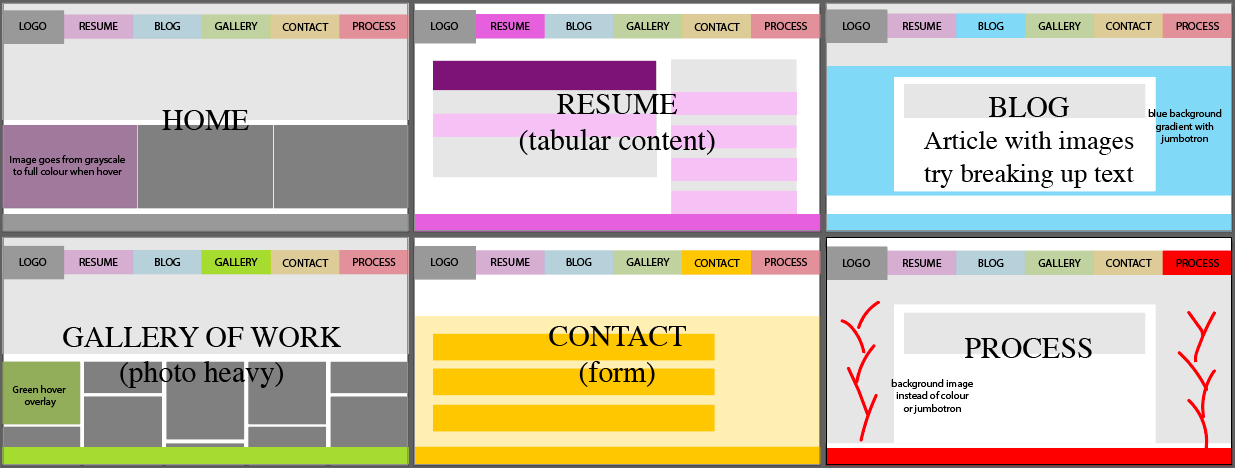 LOGO RESUME BLOG GALLERY CONTACT PROCESS
HOME
Image goes from grayscale
to full colour when hover
LOGO RESUME BLOG GALLERY CONTACT PROCESS
RESUME
(tabular content)
LOGO RESUME BLOG GALLERY CONTACT PROCESS
BLOG
Article with images
try breaking up text
blue background
gradient with
jumbotron
LOGO RESUME BLOG GALLERY CONTACT PROCESS
GALLERY OF WORK
(photo heavy)
Green hover
overlay
LOGO RESUME BLOG GALLERY CONTACT PROCESS
CONTACT
(form)
LOGO RESUME BLOG GALLERY CONTACT PROCESS
PROCESS
background image
instead of colour
or jumbotron